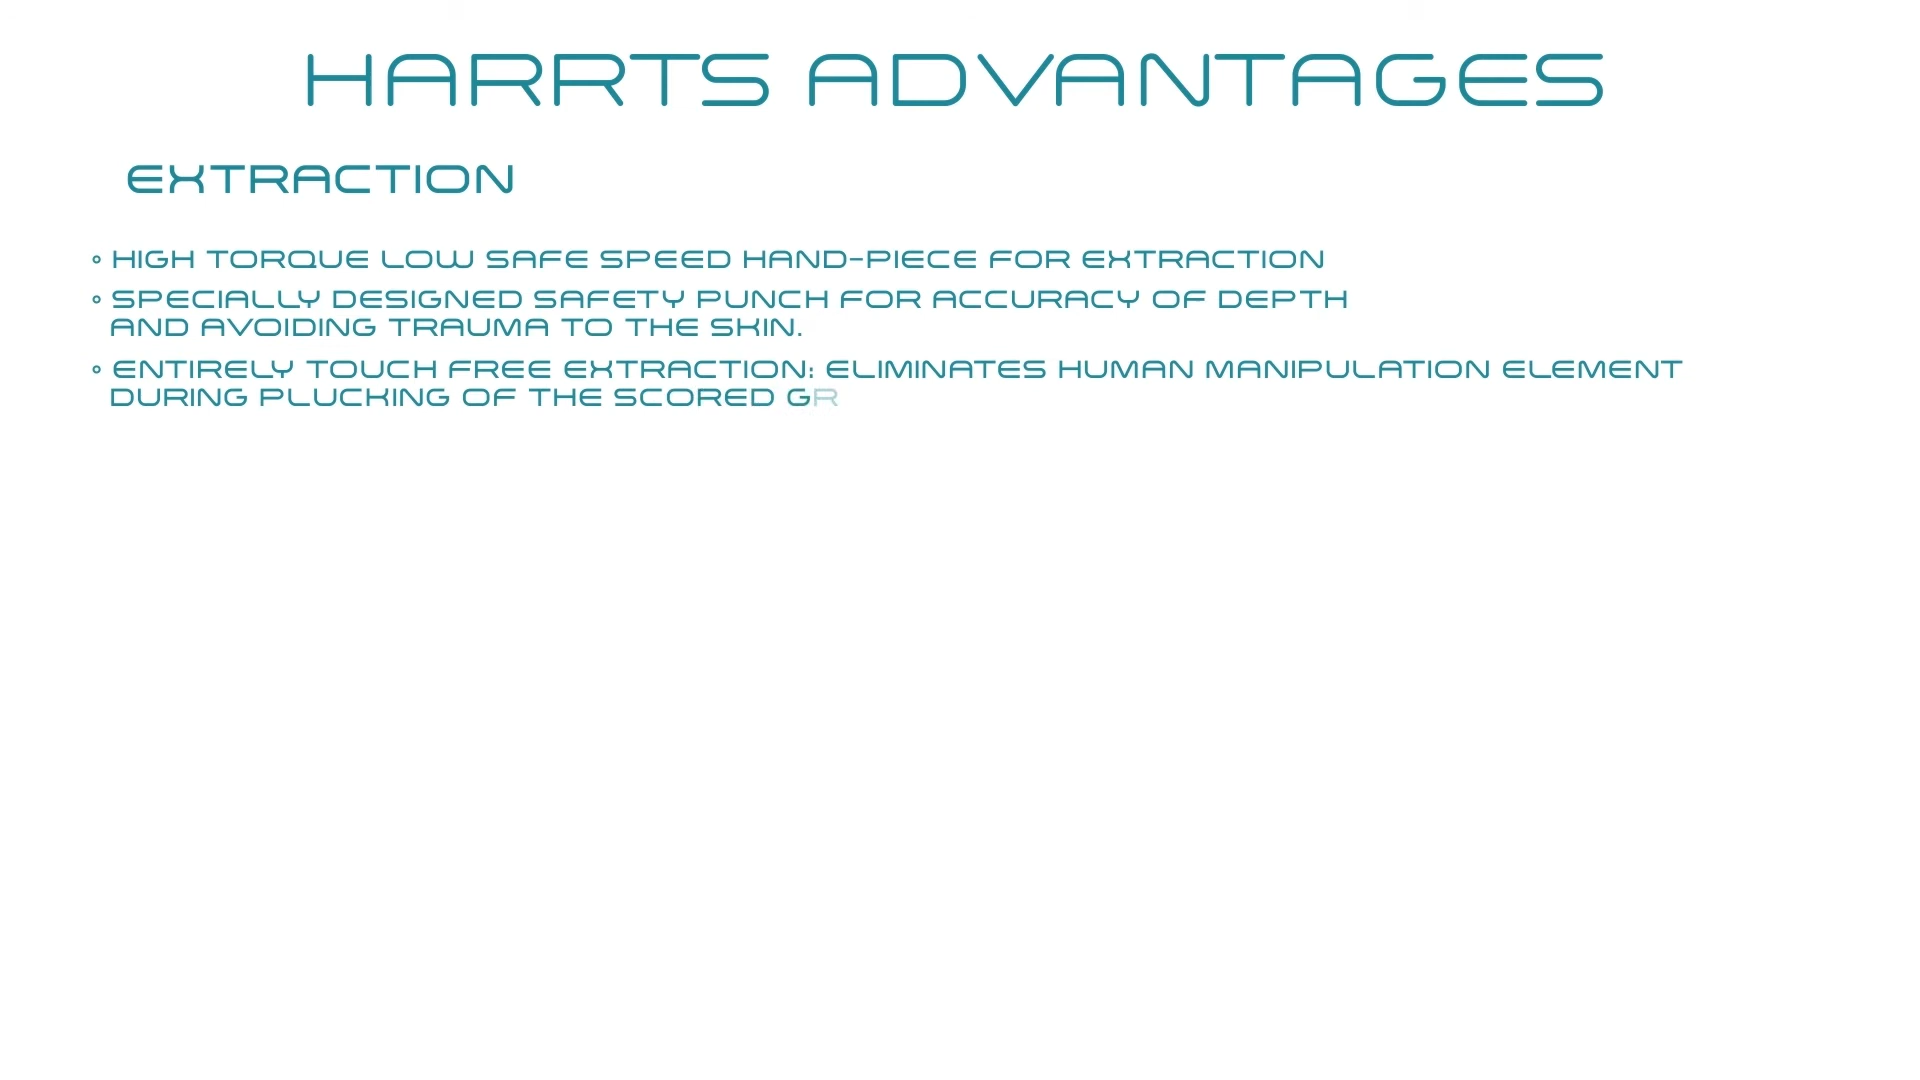 HARRTS ADVANTAGES
EXTRACTION
° HIGH TORQUE LOW SAFE SPEED HAND-PIECE FOR EXTRACTION
° SPECIALLY DESIGNED SAFETY PUNCH FOR ACCURACY OF DEPTH
AND AVOIDING TRAUMA TO THE SKIN.
° ENTIRELY TOUCH FREE EXTRACTION: ELIMINATES HUMAN MANIPULATION ELEMENT
DURING PLUCKING OF THE SCORED GR